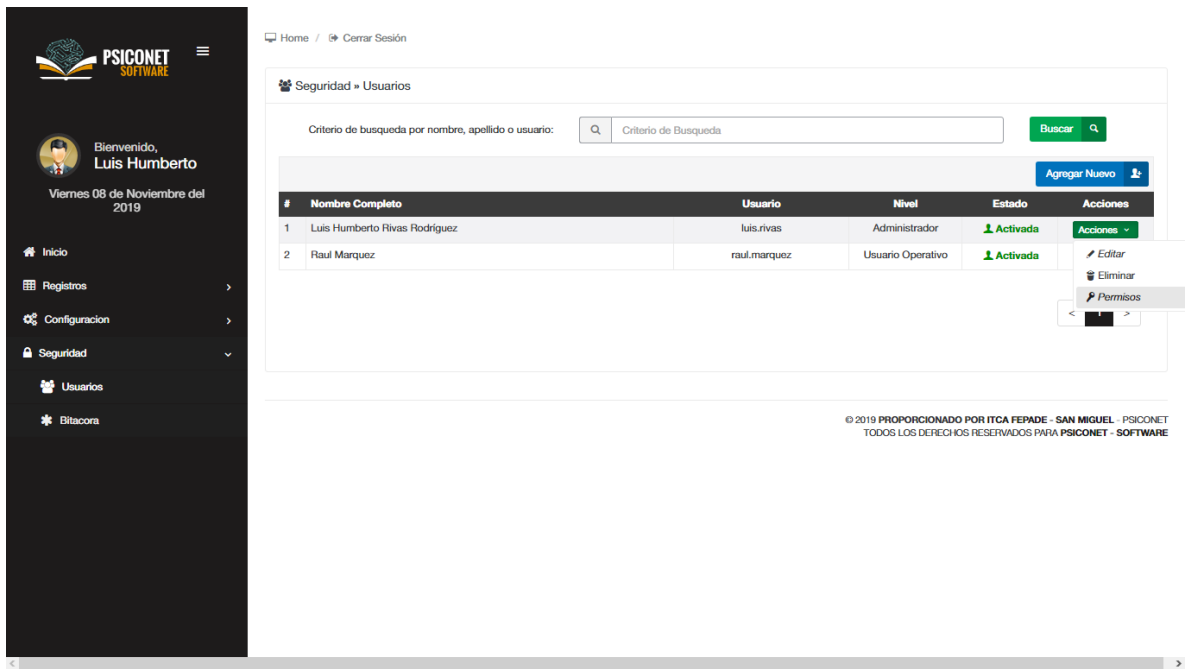 PSICONET
SOFTWARE
Bienvenido,
Luis Humberto
Viernes 08 de Noviembre del
2019
Inicio
Registros
Configuracion
Seguridad
Usuarios
Bitacora
Home / Cerrar Sesión
Seguridad » Usuarios
Criterio de busqueda por nombre, apellido o usuario:
Criterio de Busqueda
Buscar
Agregar Nuevo
# Nombre Completo Usuario Nivel Estado Acciones
1 Luis Humberto Rivas Rodríguez luis.rivas Administrador Activada Acciones
2 Raul Marquez raul.marquez Usuario Operativo Activada
Editar
Eliminar
Permisos
< 1 >
© 2019 PROPORCIONADO POR ITCA FEPADE - SAN MIGUEL - PSICONET
TODOS LOS DERECHOS RESERVADOS PARA PSICONET - SOFTWARE